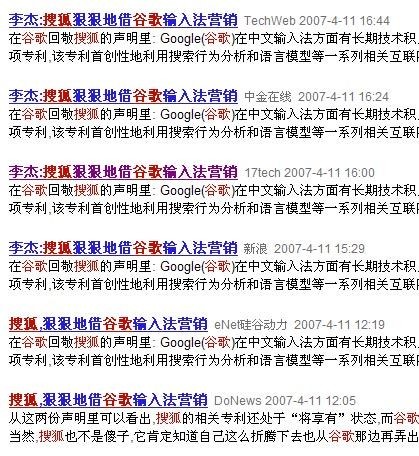 李杰:搜狐狠狠地借谷歌输入法营销 TechWeb 2007-4-11 16:44
在谷歌回敬搜狐的声明里: Google(谷歌)在中文输入法方面有长期技术积
项专利,该专利首创性地利用搜索行为分析和语言模型等一系列相关互联
李杰:搜狐狠狠地借谷歌输入法营销 中金在线 2007-4-11 16:24
在谷歌回敬搜狐的声明里: Google(谷歌)在中文输入法方面有长期技术积
项专利,该专利首创性地利用搜索行为分析和语言模型等一系列相关互联
李杰:搜狐狠狠地借谷歌输入法营销 17tech 2007-4-11 16:00
在谷歌回敬搜狐的声明里: Google(谷歌)在中文输入法方面有长期技术积
项专利,该专利首创性地利用搜索行为分析和语言模型等一系列相关互联
李杰:搜狐狠狠地借谷歌输入法营销 新浪 2007-4-11 15:29
在谷歌回敬搜狐的声明里: Google(谷歌)在中文输入法方面有长期技术积
项专利,该专利首创性地利用搜索行为分析和语言模型等一系列相关互联
搜狐,狠狠地借谷歌输入法营销 eNet硅谷动力 2007-4-11 12:19
在谷歌回敬搜狐的声明里: Google(谷歌)在中文输入法方面有长期技术积
项专利,该专利首创性地利用搜索行为分析和语言模型等一系列相关互联
搜狐,狠狠地借谷歌输入法营销 DoNews 2007-4-11 12:05
从这两份声明里可以看出,搜狐的相关专利还处于“将享有”状态,而谷歌
当然,搜狐也不是傻子,它肯定知道自己这么折腾下去也从谷歌那边再弄出